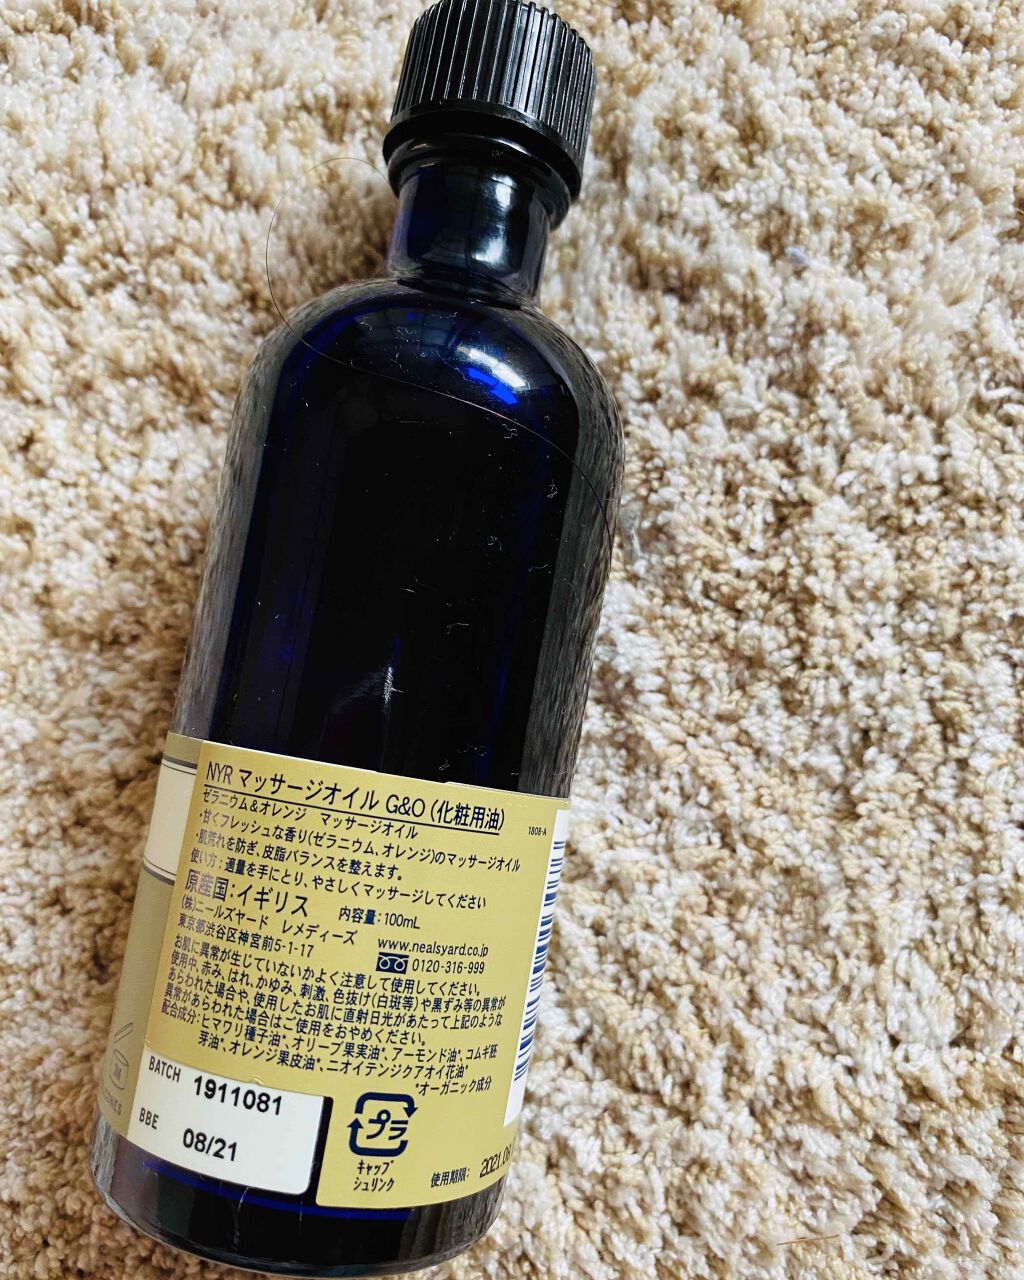 NYR マッサージオイル G&O (化粧用油)
1808-A
ゼラニウム&オレンジ マッサージオイル
・甘くフレッシュな香り(ゼラニウム、オレンジ)のマッサージオイル
・肌荒れを防ぎ、皮脂バランスを整えます。
使い方:適量を手にとり、やさしくマッサージしてください
原産国:イギリス 内容量:100mL
(株)ニールズヤード レメディーズ
東京都渋谷区神宮前5-1-17
www.nealsyard.co.jp
0120-316-999
お肌に異常が生じていないかよく注意して使用してください。
使用中、赤み、はれ、かゆみ、刺激、色抜け(白斑等)や黒ずみ等の異常が
あらわれた場合や、使用したお肌に直射日光があたって上記のような
異常があらわれた場合はご使用をおやめください。
配合成分:ヒマワリ種子油*、オリーブ果実油*、アーモンド油*、コムギ胚
芽油*、オレンジ果皮油*、ニオイテンジクアオイ花油*
*オーガニック成分
BATCH 1911081
BBE 08/21
プラ
キャップ
シュリンク
使用期限: 2021.08